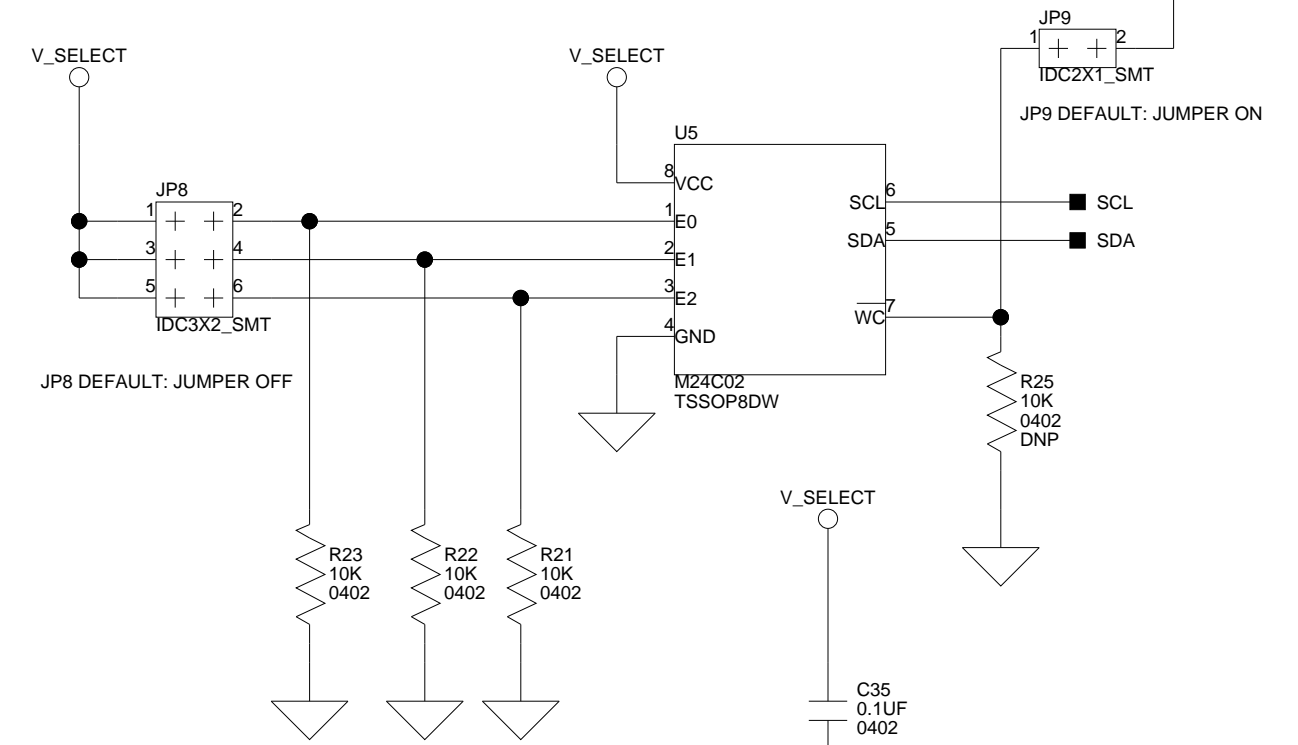 JP9
1
2
IDC2X1_SMT
JP9 DEFAULT: JUMPER ON
V_SELECT
V_SELECT
U5
8
VCC
1
E0
2
E1
3
E2
4
GND
SCL
6
SDA
5
WC
7
M24C02
TSSOP8DW
SCL
SDA
JP8
1
2
3
4
5
6
IDC3X2_SMT
JP8 DEFAULT: JUMPER OFF
R25
10K
0402
DNP
V_SELECT
R23
10K
0402
R22
10K
0402
R21
10K
0402
C35
0.1UF
0402